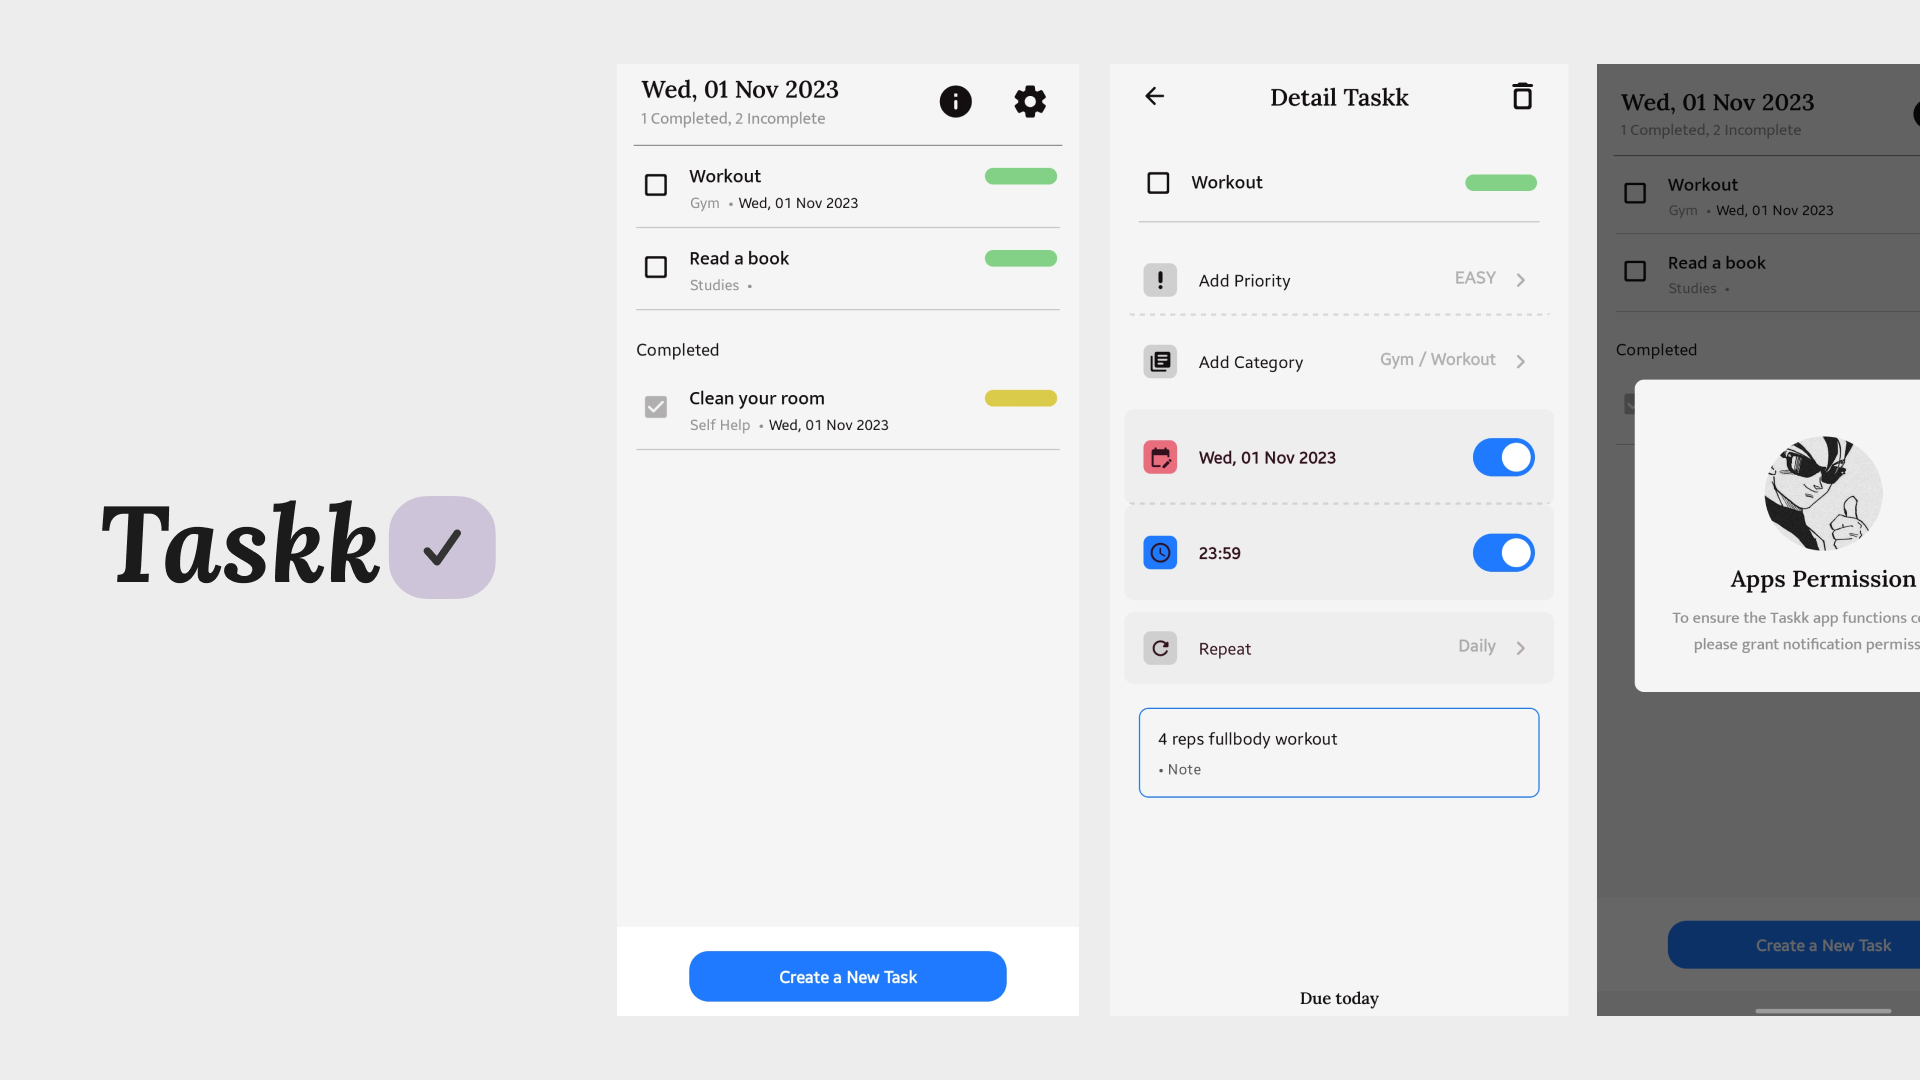 Taskk
Wed, 01 Nov 2023
1 Completed, 2 Incomplete
Workout
Gym • Wed, 01 Nov 2023
Read a book
Studies •
Completed
Clean your room
Self Help • Wed, 01 Nov 2023
Create a New Task
Detail Taskk
Workout
Add Priority EASY
Add Category Gym / Workout
Wed, 01 Nov 2023
23:59
Repeat Daily
4 reps fullbody workout
• Note
Due today
Wed, 01 Nov 2023
1 Completed, 2 Incomplete
Workout
Gym • Wed, 01 Nov 2023
Read a book
Studies •
Completed
Apps Permission
To ensure the Taskk app functions
please grant notification
Create a New Task